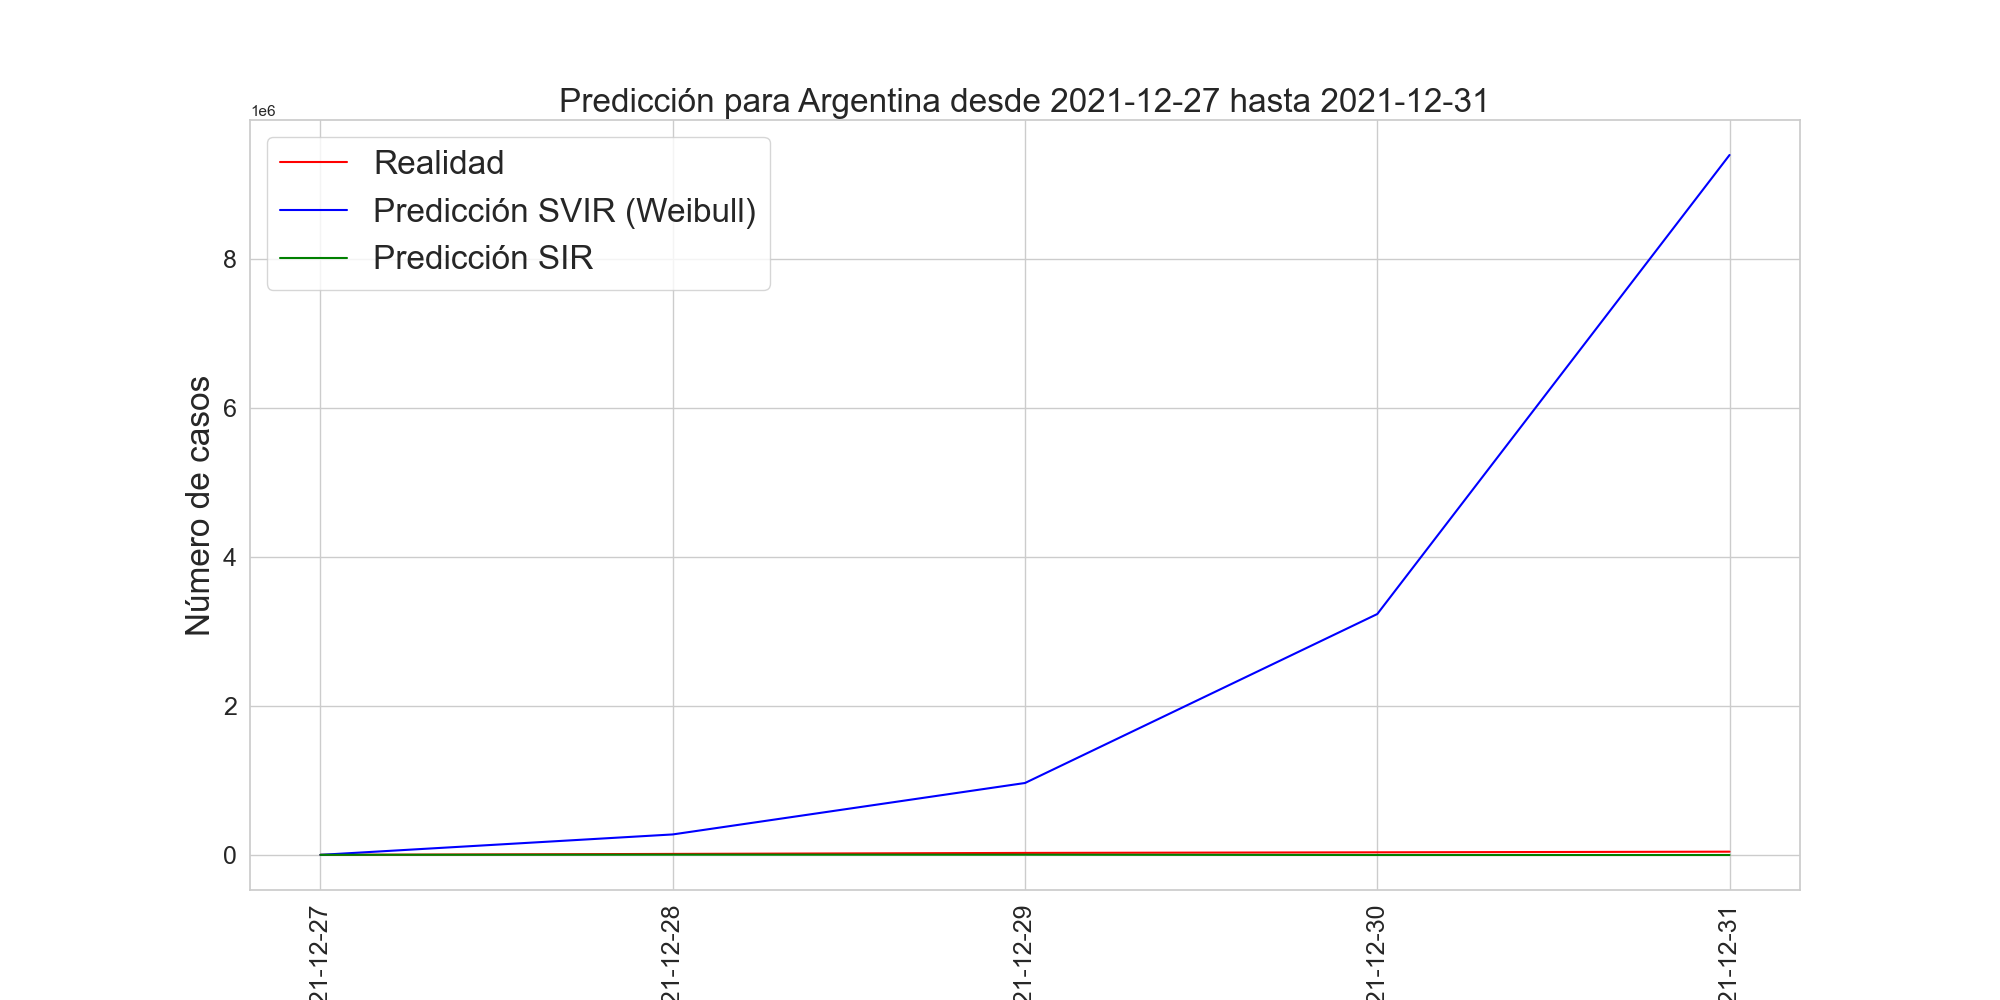 Predicción para Argentina desde 2021-12-27 hasta 2021-12-31
1e6
Realidad
Predicción SVIR (Weibull)
Predicción SIR
Número de casos
8
6
4
2
0
21-12-27
21-12-28
21-12-29
21-12-30
21-12-31